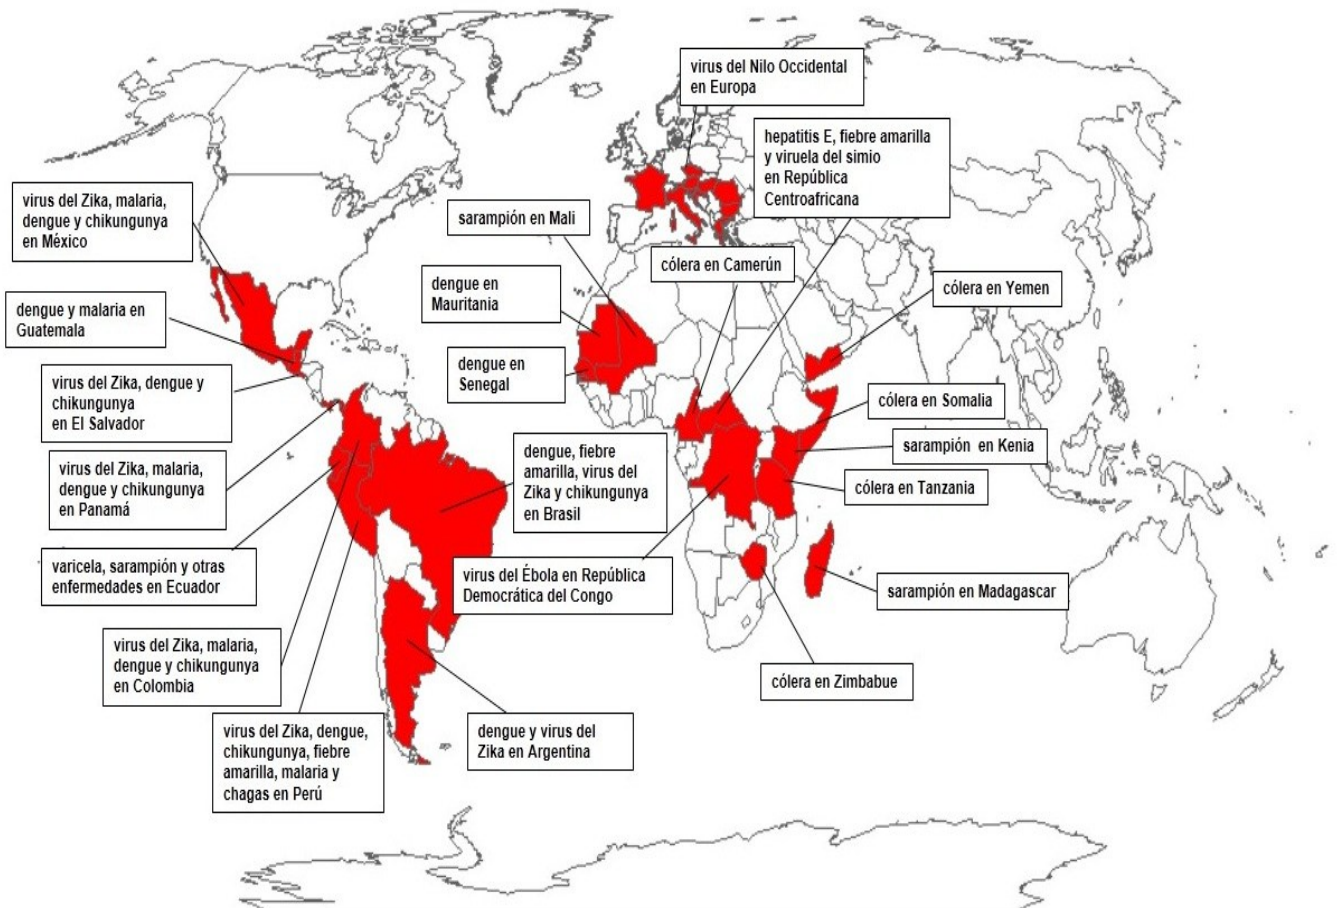 virus del Nilo Occidental
en Europa
hepatitis E, fiebre amarilla
y viruela del simio
en República
Centroafricana
virus del Zika, malaria,
dengue y chikungunya
en México
sarampión en Mali
cólera en Camerún
dengue en
Mauritania
cólera en Yemen
dengue y malaria en
Guatemala
dengue en
Senegal
virus del Zika, dengue y
chikungunya
en El Salvador
cólera en Somalia
sarampión  en Kenia
dengue, fiebre
amarilla, virus del
Zika y chikungunya
en Brasil
virus del Zika, malaria,
dengue y chikungunya
en Panamá
cólera en Tanzania
varicela, sarampión y otras
enfermedades en Ecuador
virus del Ébola en República
Democrática del Congo
sarampión en Madagascar
virus del Zika, malaria,
dengue y chikungunya
en Colombia
cólera en Zimbabue
virus del Zika, dengue,
chikungunya, fiebre
amarilla, malaria y
chagas en Perú
dengue y virus del
Zika en Argentina